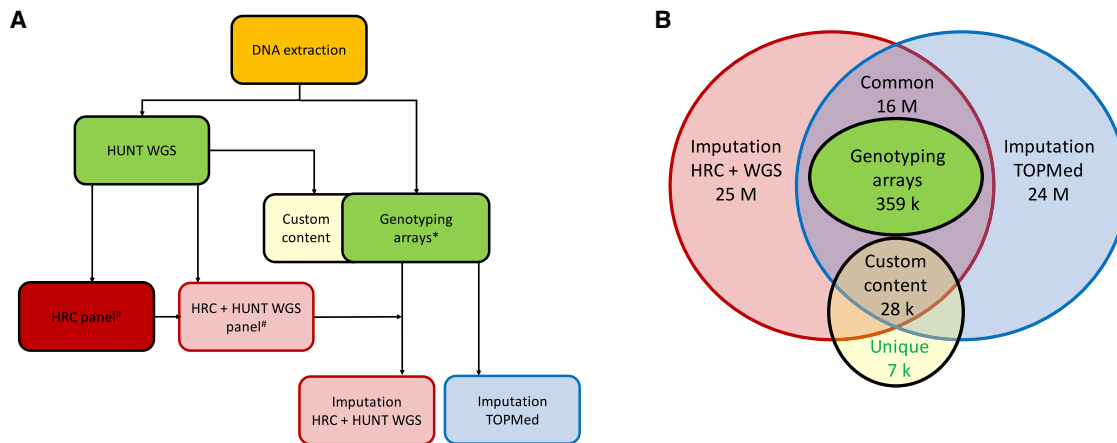 A
DNA extraction
HUNT WGS
Custom
content
Genotyping
arrays*
HRC panel#
HRC + HUNT WGS
panel#
Imputation
HRC + HUNT WGS
Imputation
TOPMed
B
Common
16 M
Imputation
HRC + WGS
25 M
Genotyping
arrays
359 k
Imputation
TOPMed
24 M
Custom
content
28 k
Unique
7 k